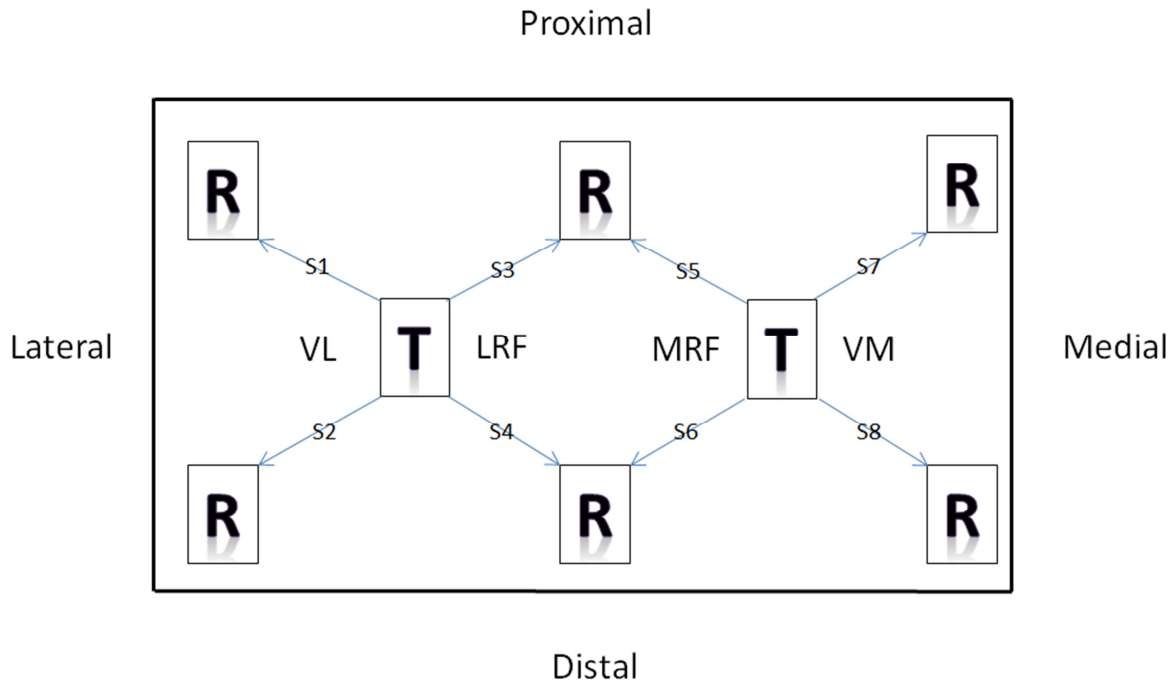 Proximal
R R R
S1 S3 S5 S7
Lateral VL T LRF MRF T VM Medial
S2 S4 S6 S8
R R R
Distal